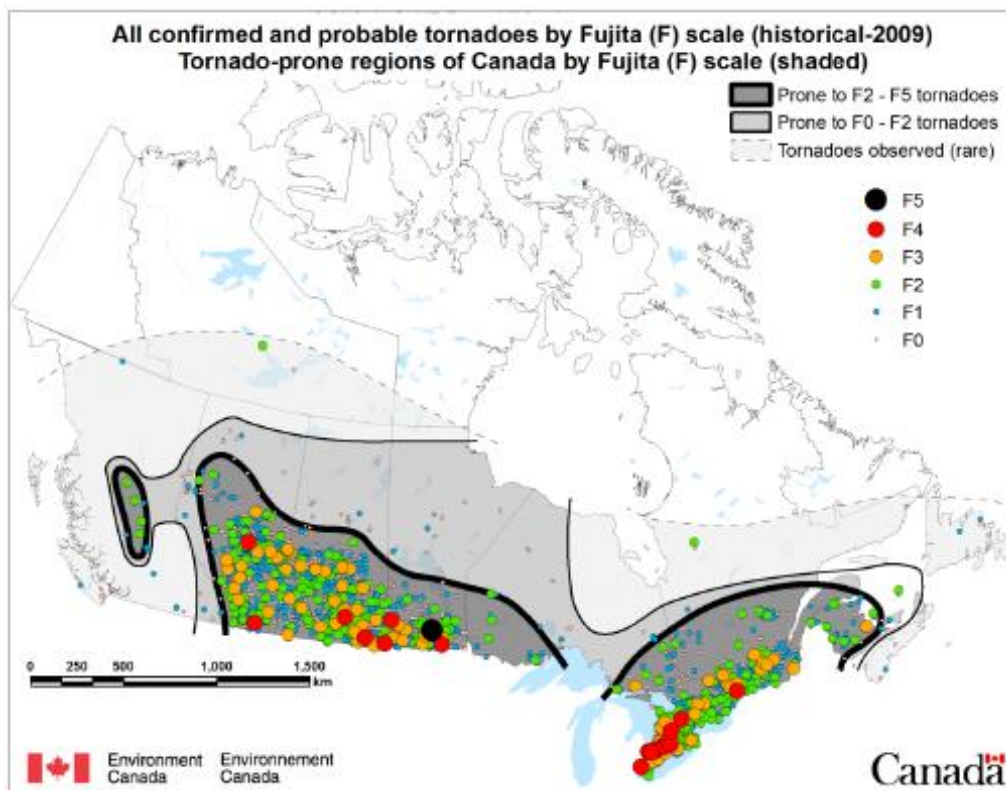 All confirmed and probable tornadoes by Fujita (F) scale (historical-2009)
Tornado-prone regions of Canada by Fujita (F) scale (shaded)
Prone to F2 - F5 tornadoes
Prone to F0 - F2 tornadoes
Tornadoes observed (rare)
F5
F4
F3
F2
F1
F0
0 250 500 1,000 1,500
km
Environment Environnement
Canada Canada
Canada